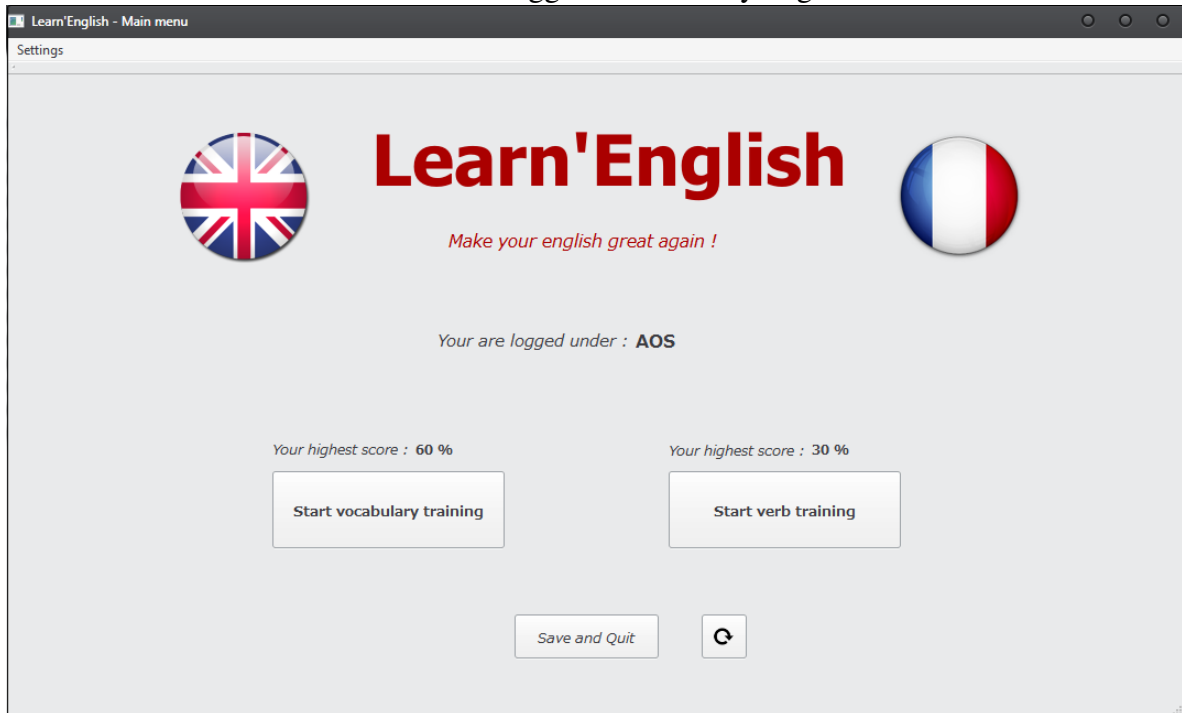 Learn'English - Main menu
Settings
Learn'English
Make your english great again !
Your are logged under : AOS
Your highest score : 60 % Your highest score : 30 %
Start vocabulary training Start verb training
Save and Quit